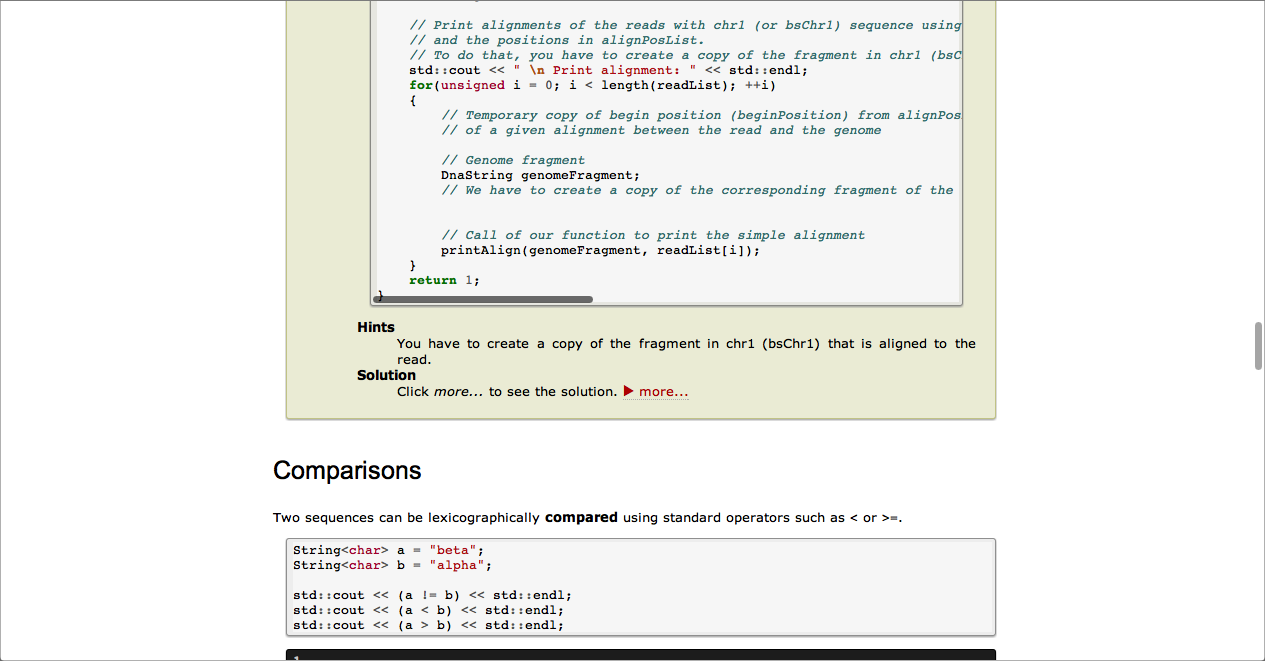 // Print alignments of the reads with chr1 (or bsChr1) sequence using
// and the positions in alignPosList.
// To do that, you have to create a copy of the fragment in chr1 (bsC
std::cout << " \n Print alignment: " << std::endl;
for(unsigned i = 0; i < length(readList); ++i)
{
// Temporary copy of begin position (beginPosition) from alignPos
// of a given alignment between the read and the genome
// Genome fragment
DnaString genomeFragment;
// We have to create a copy of the corresponding fragment of the
// Call of our function to print the simple alignment
printAlign(genomeFragment, readList[i]);
}
return 1;
}
Hints
You have to create a copy of the fragment in chr1 (bsChr1) that is aligned to the
read.
Solution
Click more... to see the solution. ▶ more...
Comparisons
Two sequences can be lexicographically compared using standard operators such as < or >=.
String<char> a = "beta";
String<char> b = "alpha";
std::cout << (a != b) << std::endl;
std::cout << (a < b) << std::endl;
std::cout << (a > b) << std::endl;